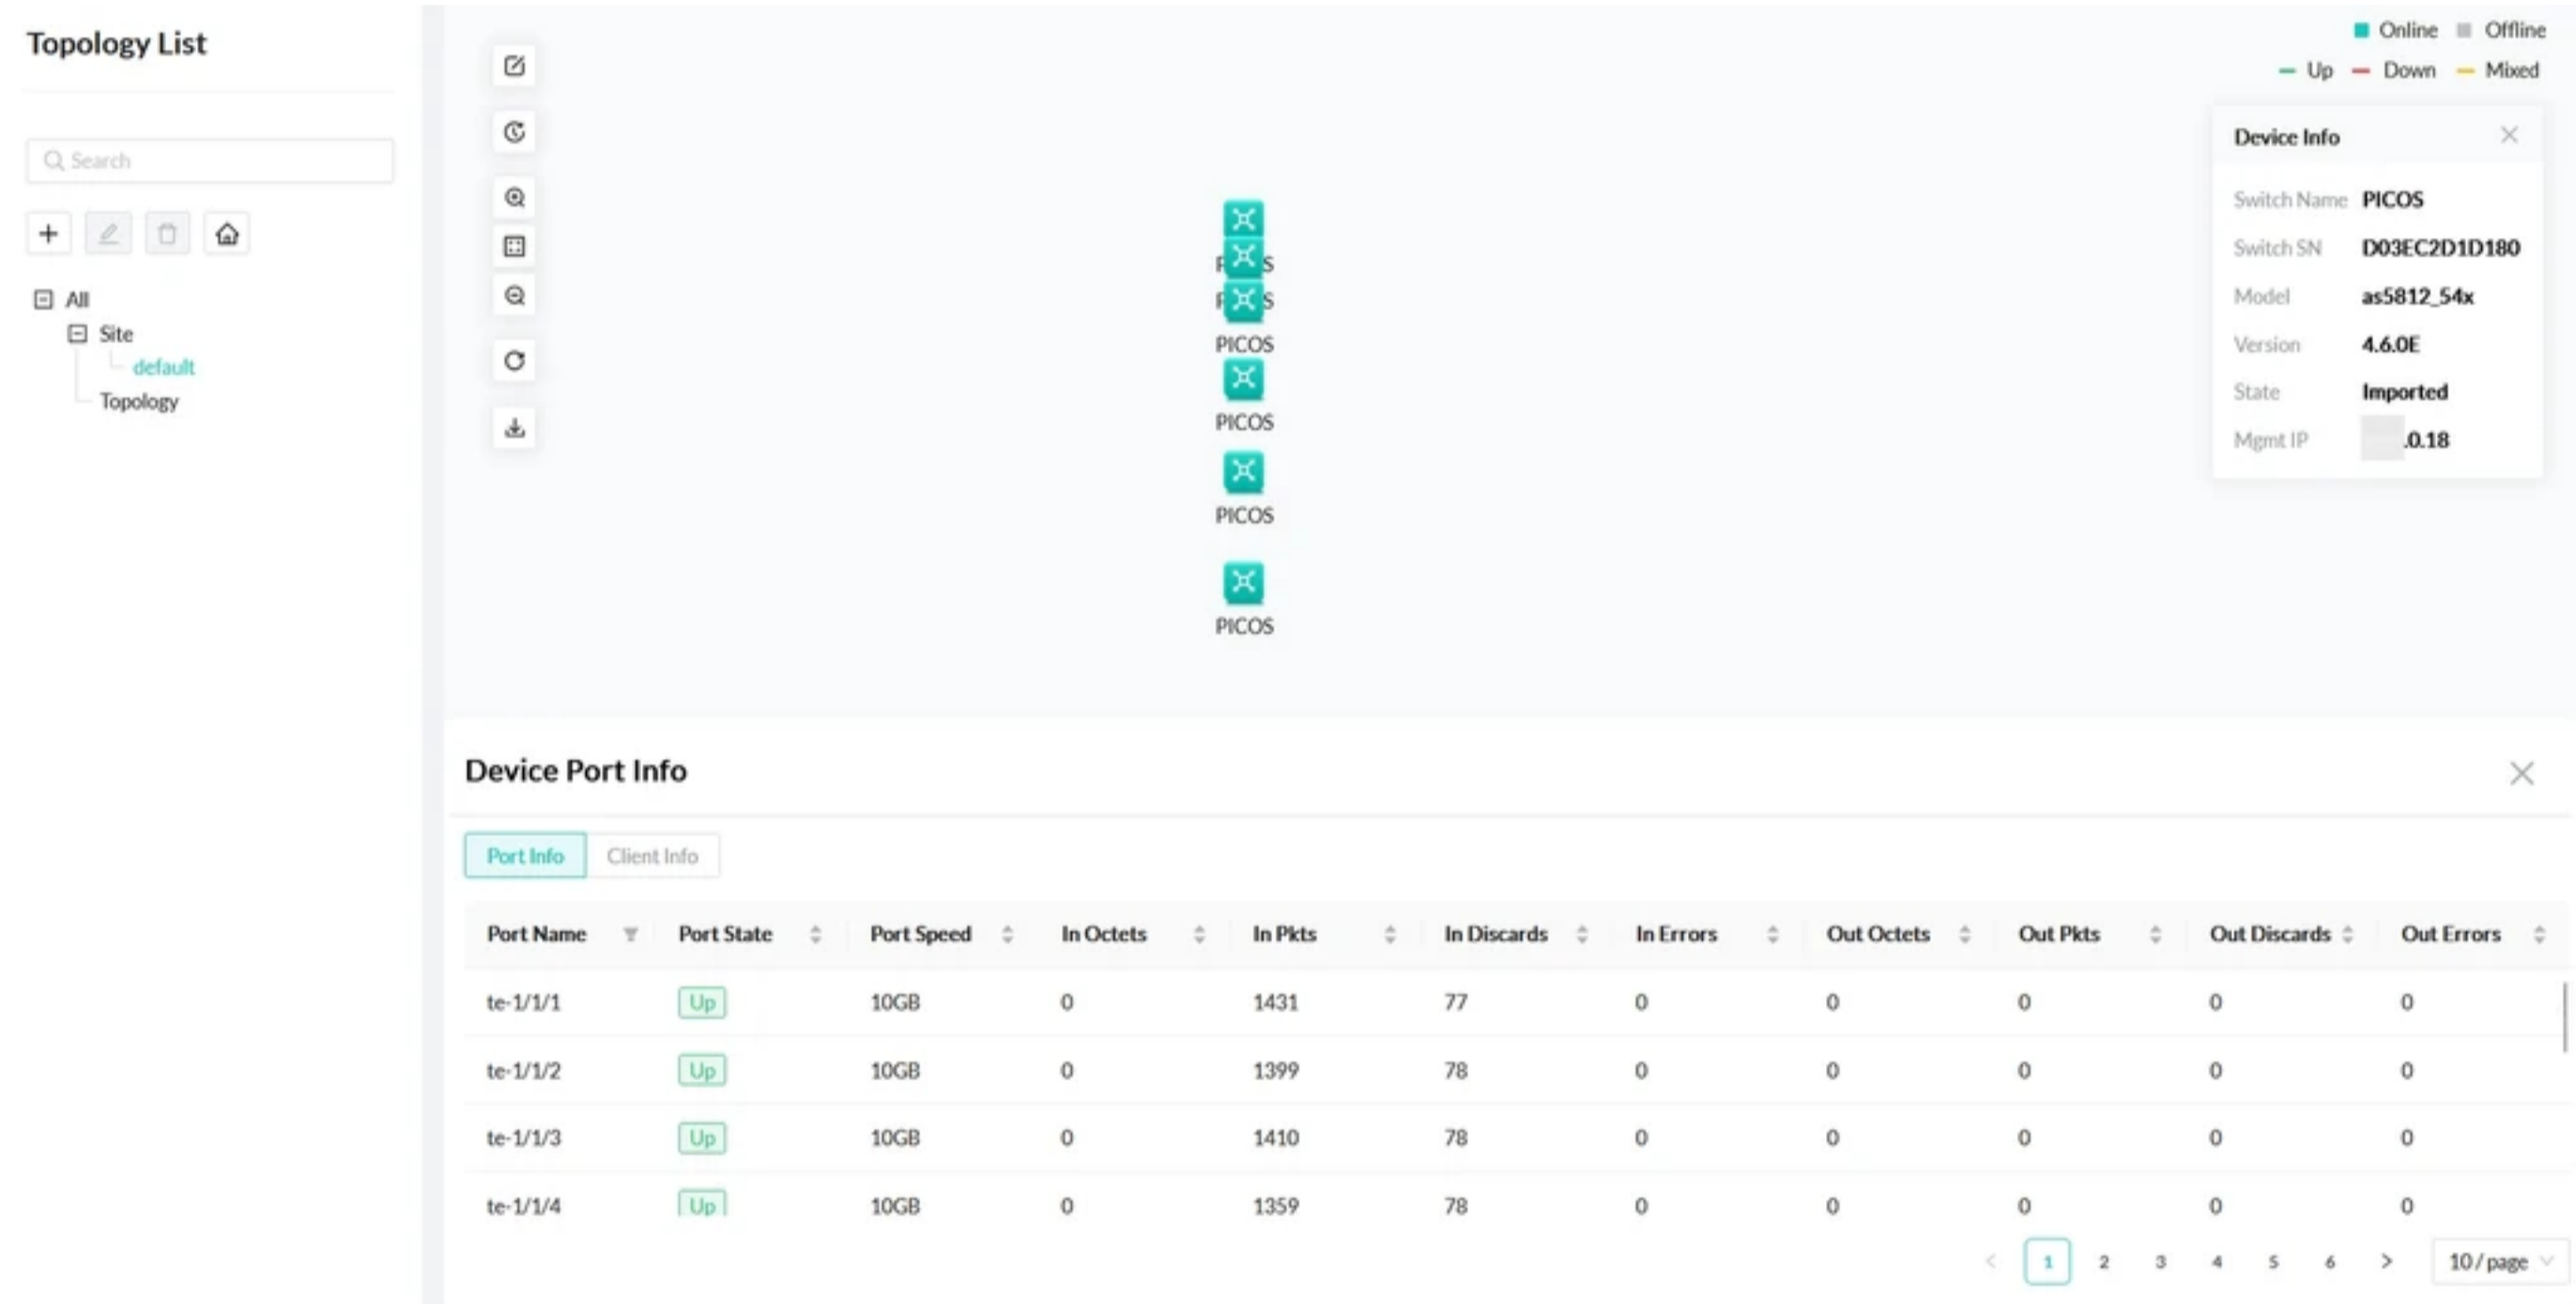 Topology List
Search
All
Site
default
Topology
Online Offline
Up Down Mixed
Device Info
Switch Name PICOS
Switch SN D03EC2D1D180
Model as5812_54x
Version 4.6.0E
State Imported
Mgmt IP .0.18
PICOS
PICOS
PICOS
PICOS
Device Port Info
Port Info Client Info
Port Name Port State Port Speed In Octets In Pkts In Discards In Errors Out Octets Out Pkts Out Discards Out Errors
te-1/1/1 Up 10GB 0 1431 77 0 0 0 0 0
te-1/1/2 Up 10GB 0 1399 78 0 0 0 0 0
te-1/1/3 Up 10GB 0 1410 78 0 0 0 0 0
te-1/1/4 Up 10GB 0 1359 78 0 0 0 0 0
< 1 2 3 4 5 6 > 10 / page